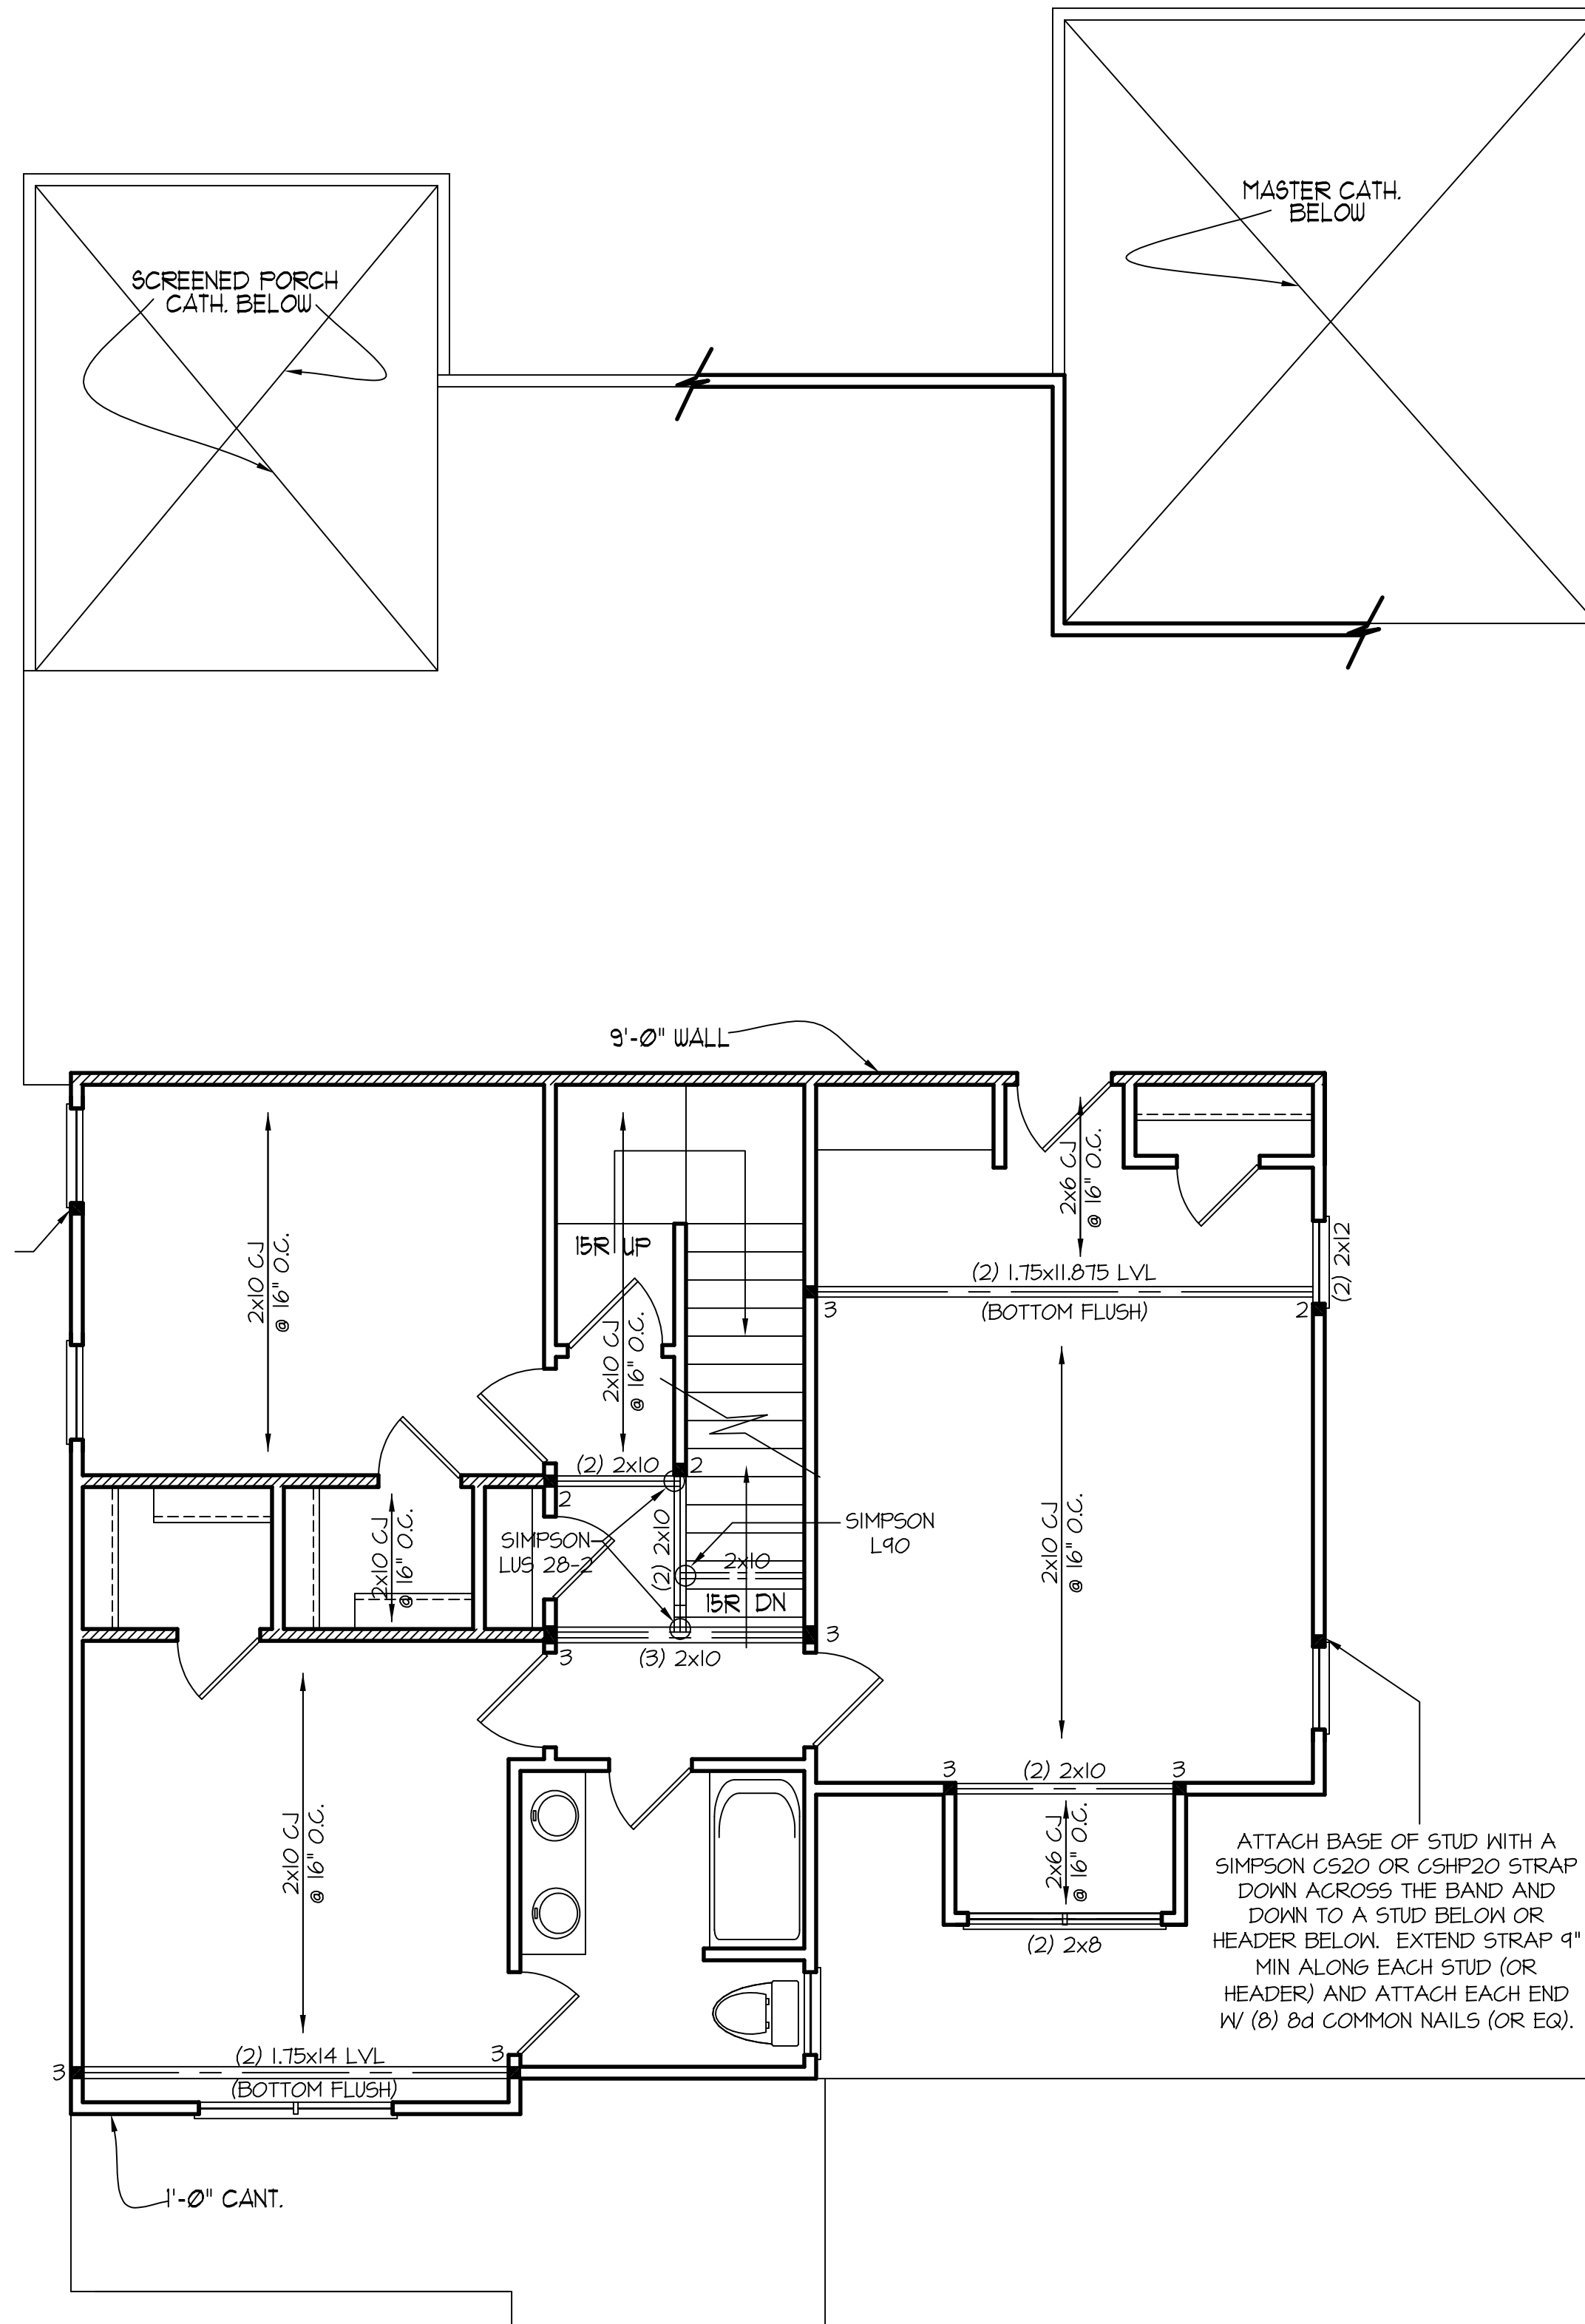 MASTER CATH.
BELOW
SCREENED PORCH
CATH. BELOW
9'-0" WALL
2x6 CJ
@ 16" O.C.
2x10 CJ
@ 16" O.C.
15R UP
(2) 1.75x11.875 LVL
(BOTTOM FLUSH)
3
2
(2) 2x12
2x10 CJ
@ 16" O.C.
(2) 2x10
2
2
2x10 CJ
@ 16" O.C.
SIMPSON
LUS 28-2
(2) 2x10
SIMPSON
L90
2x10
2x10 CJ
@ 16" O.C.
15R DN
3
(3) 2x10
3
3
(2) 2x10
3
2x10 CJ
@ 16" O.C.
2x6 CJ
@ 16" O.C.
(2) 2x8
ATTACH BASE OF STUD WITH A
SIMPSON CS20 OR CSHP20 STRAP
DOWN ACROSS THE BAND AND
DOWN TO A STUD BELOW OR
HEADER BELOW. EXTEND STRAP 9"
MIN ALONG EACH STUD (OR
HEADER) AND ATTACH EACH END
W/ (8) 8d COMMON NAILS (OR EQ).
3
(2) 1.75x14 LVL
3
(BOTTOM FLUSH)
1'-0" CANT.